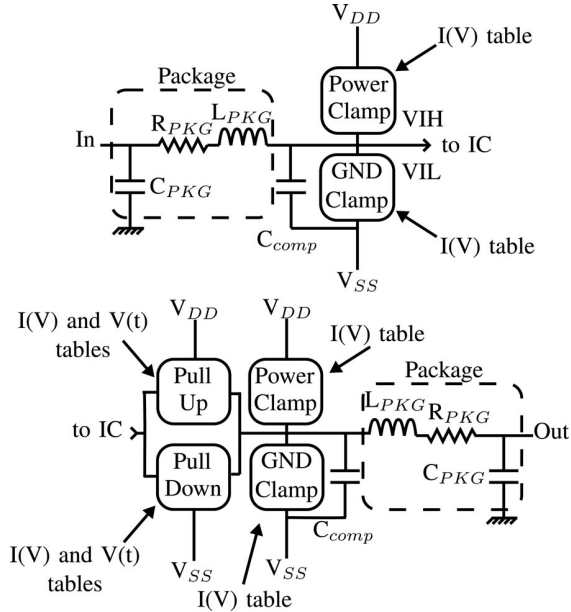 V_DD
I(V) table
Package
Power
Clamp
L_PKG
R_PKG
VIH
In
to IC
GND
Clamp
VIL
C_PKG
C_comp
I(V) table
V_SS
I(V) and V(t)
tables
V_DD
V_DD
I(V) table
Package
Pull
Up
Power
Clamp
L_PKG
R_PKG
to IC
Out
Pull
Down
GND
Clamp
C_PKG
C_comp
I(V) and V(t)
tables
V_SS
V_SS
I(V) table